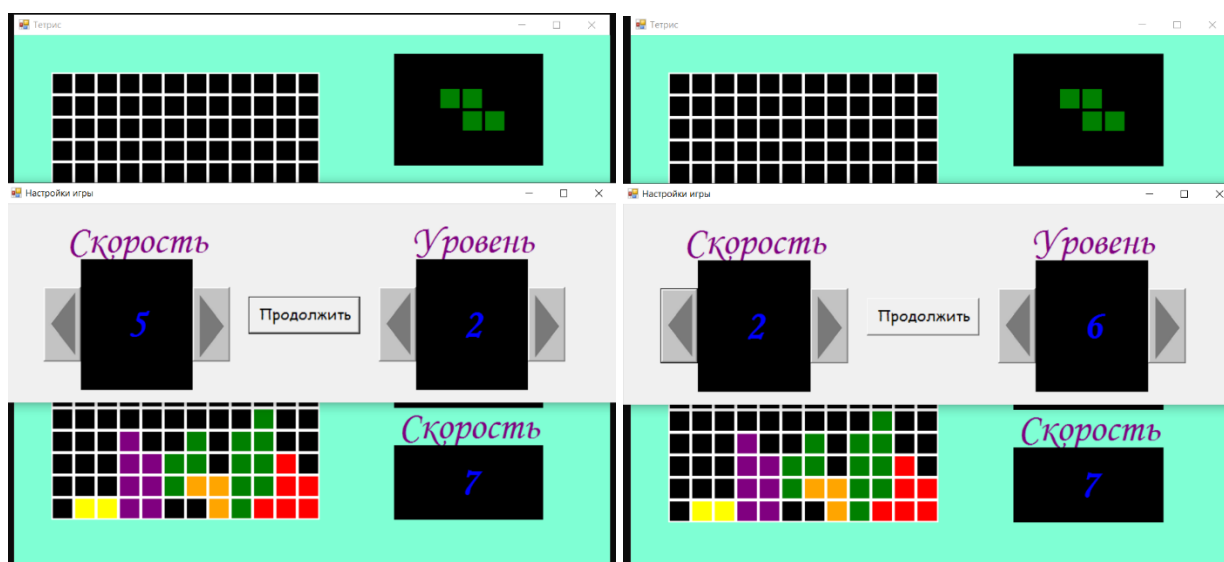 Тетрис
Настройки игры
Скорость
Уровень
5
Продолжить
2
Скорость
7
Тетрис
Настройки игры
Скорость
Уровень
2
Продолжить
6
Скорость
7